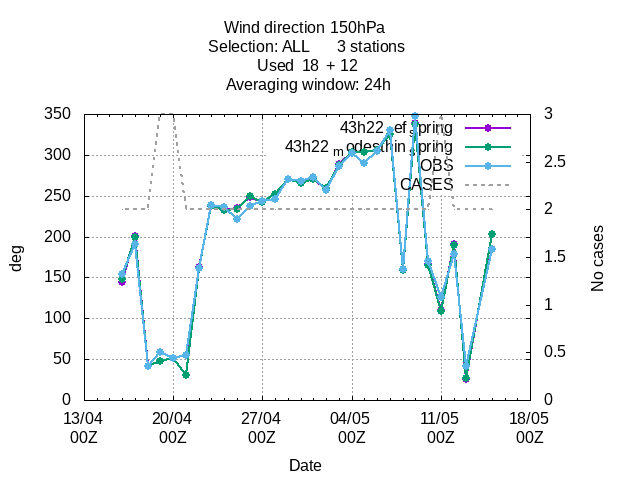 Wind direction 150hPa
Selection: ALL 3 stations
Used 18 + 12
Averaging window: 24h
350
300
250
200
150
100
50
0
deg
3
2.5
2
1.5
1
0.5
0
No cases
43h22_ef_spring
43h22_modesthin_spring
OBS
CASES
13/04 00Z
20/04 00Z
27/04 00Z
04/05 00Z
11/05 00Z
18/05 00Z
Date